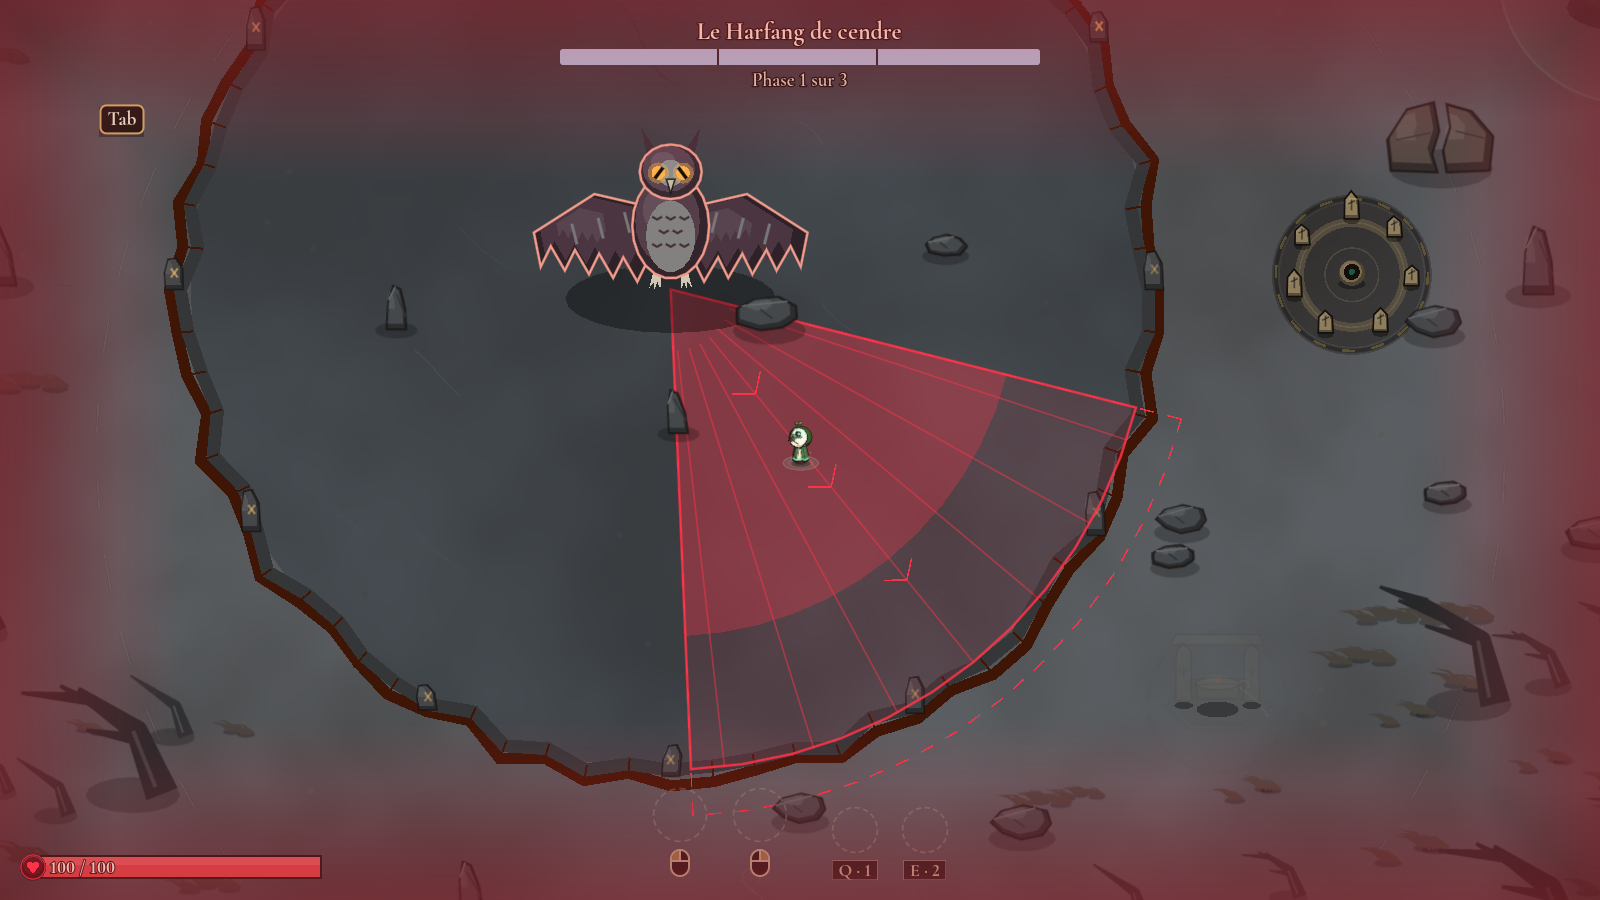 Le Harfang de cendre
Phase 1 sur 3
Tab
100 / 100
Q · 1
E · 2